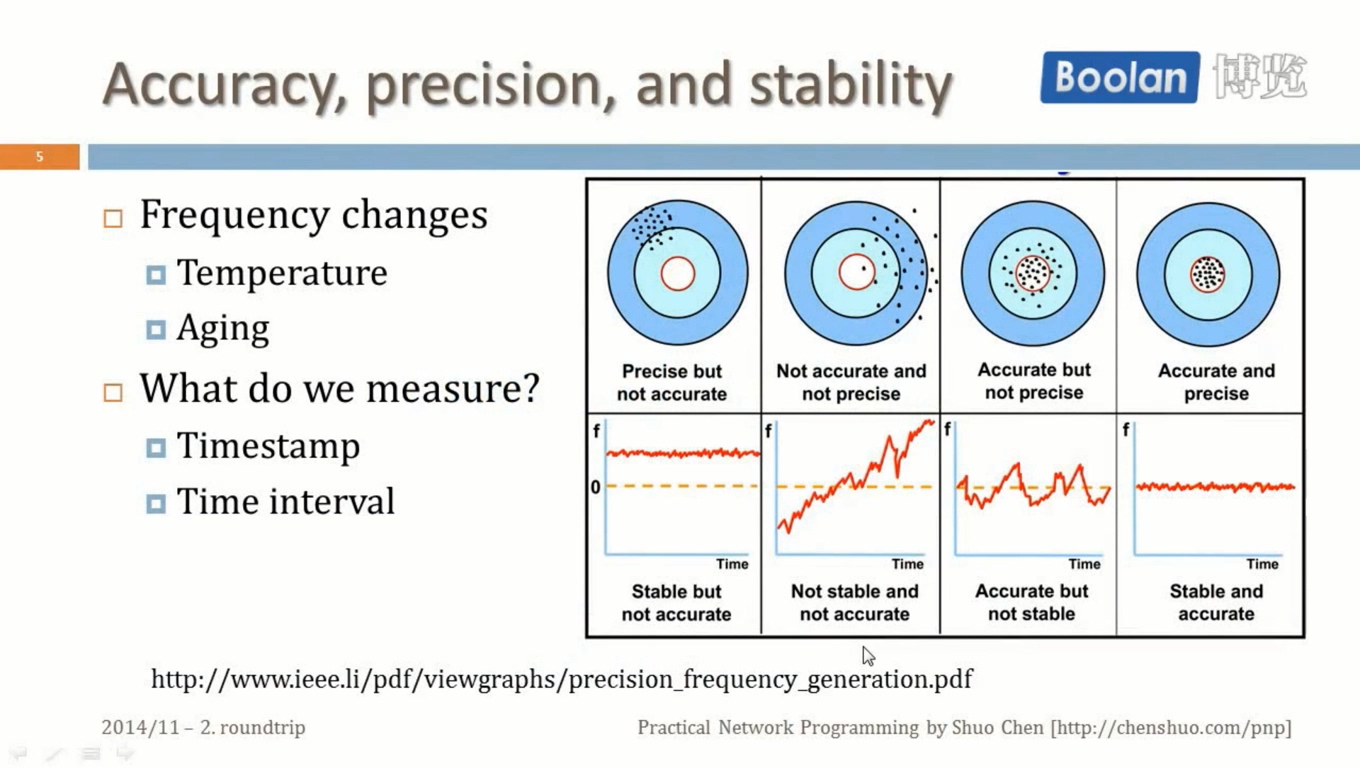 Accuracy, precision, and stability
Boolan 博览
5
Frequency changes
Temperature
Aging
What do we measure?
Timestamp
Time interval
Precise but
not accurate
Not accurate and
not precise
Accurate but
not precise
Accurate and
precise
f
0
Time
f
Time
f
Time
f
Time
Stable but
not accurate
Not stable and
not accurate
Accurate but
not stable
Stable and
accurate
http://www.ieee.li/pdf/viewgraphs/precision_frequency_generation.pdf
2014/11 – 2. roundtrip
Practical Network Programming by Shuo Chen [http://chenshuo.com/pnp]